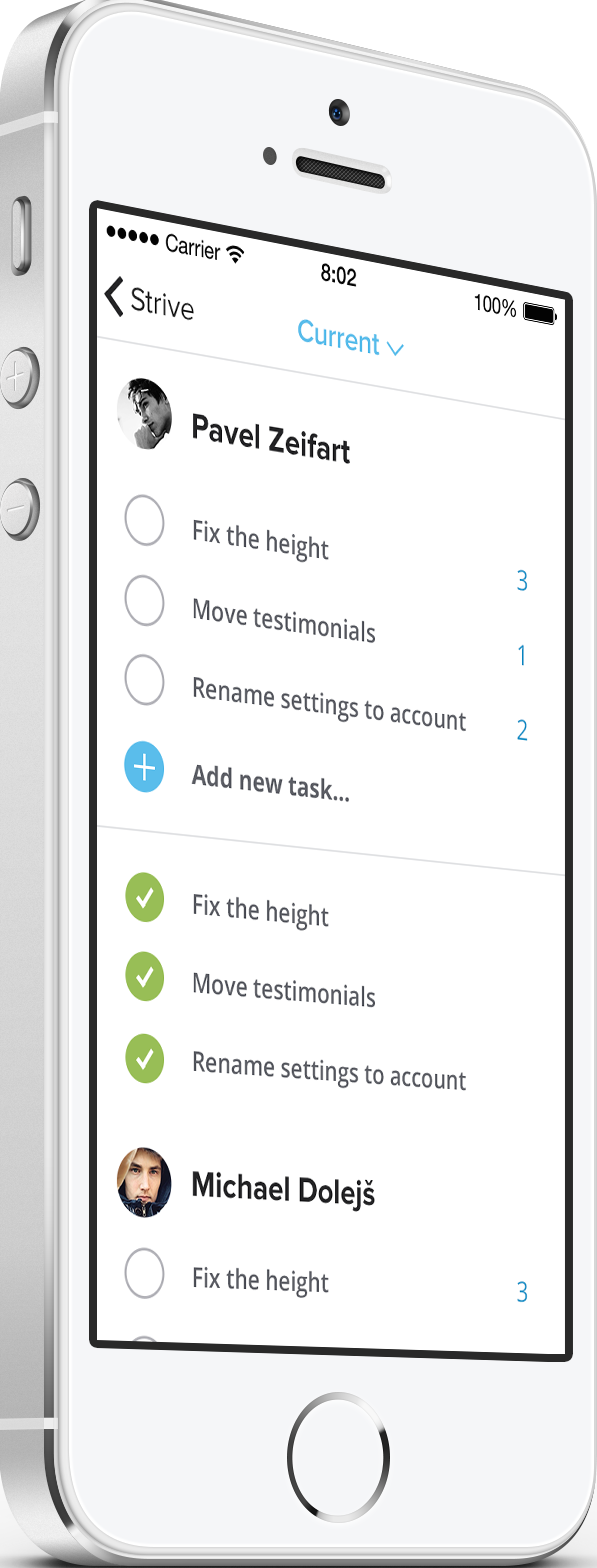 Carrier
8:02
100%
Strive
Current
Pavel Zeifart
Fix the height 3
Move testimonials 1
Rename settings to account 2
Add new task...
Fix the height
Move testimonials
Rename settings to account
Michael Dolejš
Fix the height 3